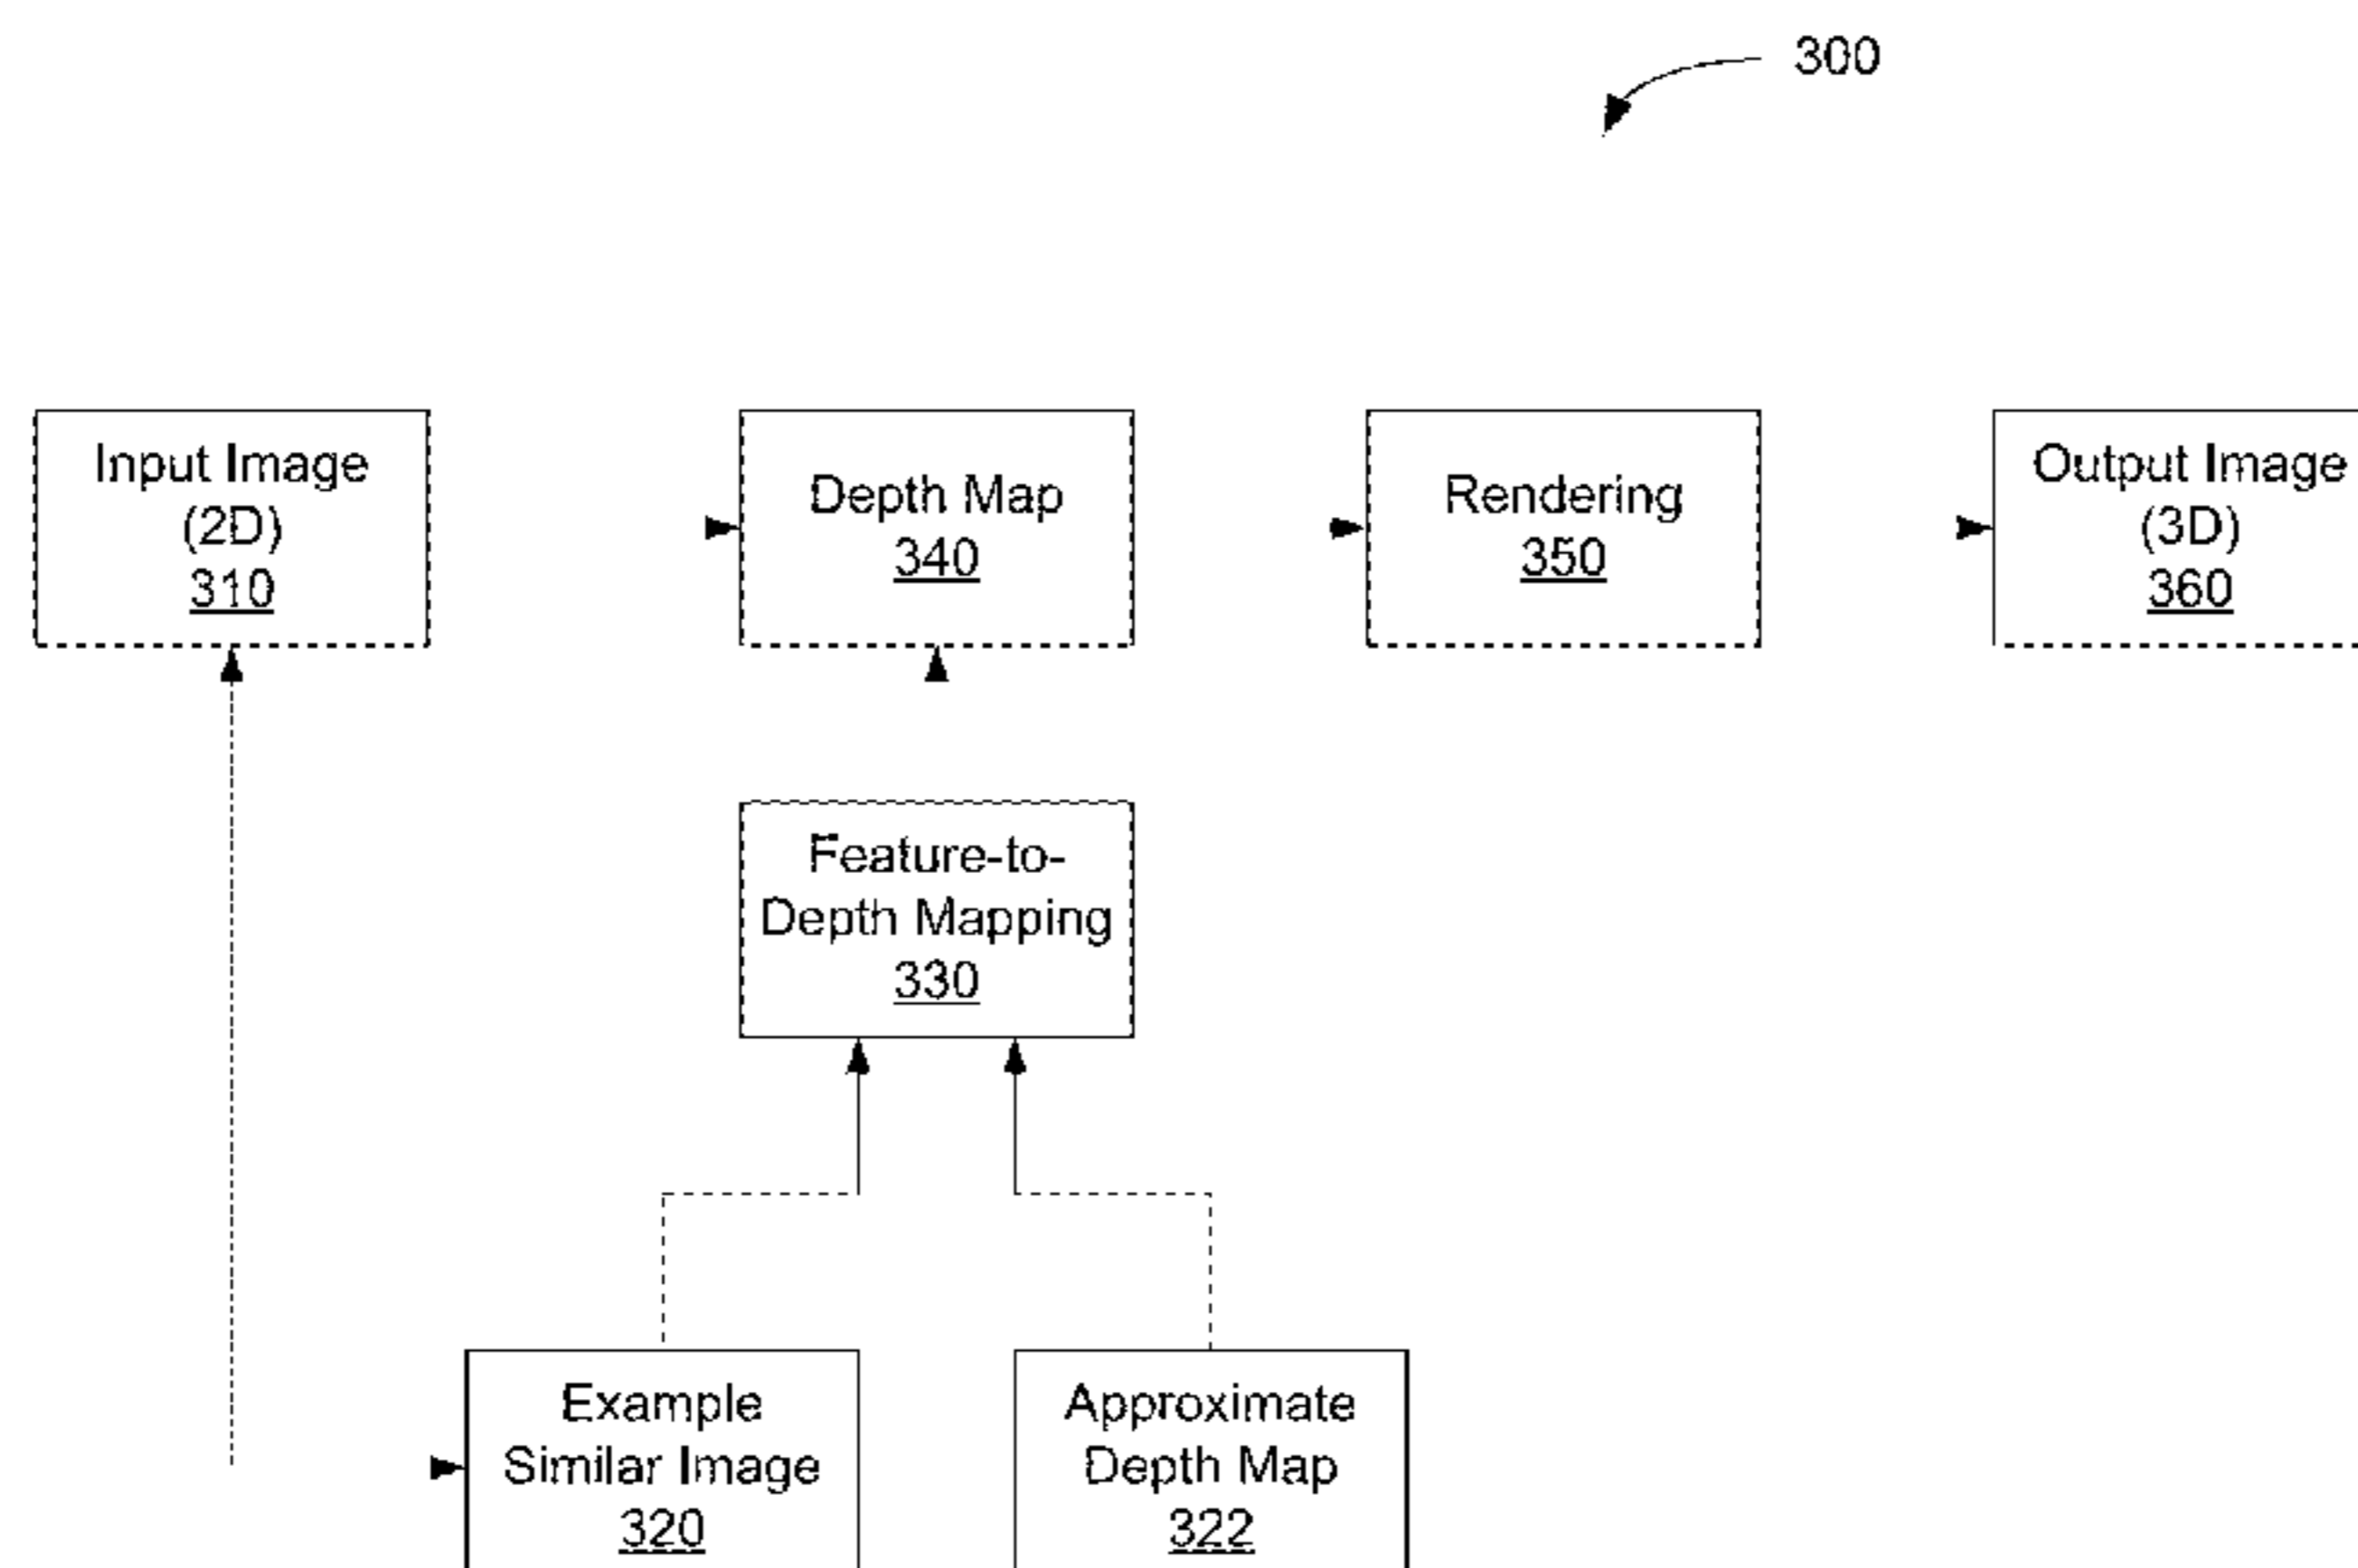 300
Input Image
(2D)
310
Depth Map
340
Rendering
350
Output Image
(3D)
360
Feature-to-
Depth Mapping
330
Example
Similar Image
320
Approximate
Depth Map
322